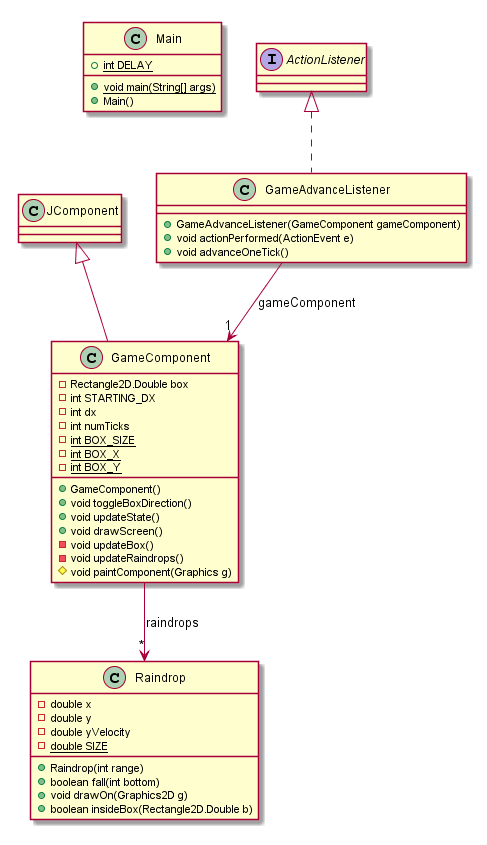 C Main
int DELAY
void main(String[] args)
Main()
I ActionListener
C JComponent
C GameAdvanceListener
GameAdvanceListener(GameComponent gameComponent)
void actionPerformed(ActionEvent e)
void advanceOneTick()
gameComponent
1
C GameComponent
Rectangle2D.Double box
int STARTING_DX
int dx
int numTicks
int BOX_SIZE
int BOX_X
int BOX_Y
GameComponent()
void toggleBoxDirection()
void updateState()
void drawScreen()
void updateBox()
void updateRaindrops()
void paintComponent(Graphics g)
raindrops
*
C Raindrop
double x
double y
double yVelocity
double SIZE
Raindrop(int range)
boolean fall(int bottom)
void drawOn(Graphics2D g)
boolean insideBox(Rectangle2D.Double b)